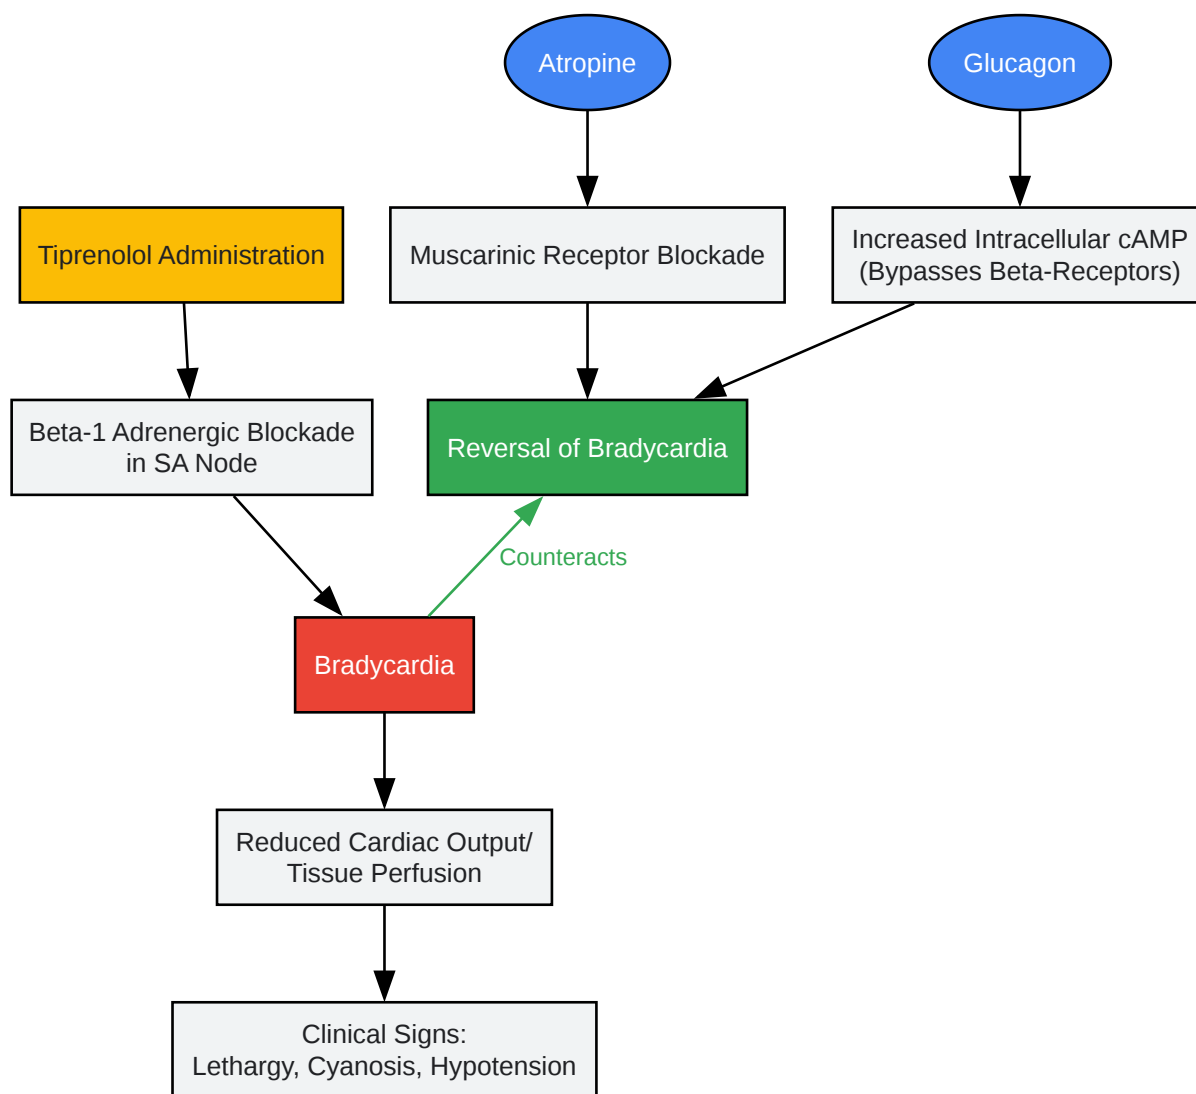 Atropine
Glucagon
Tiprenolol Administration
Muscarinic Receptor Blockade
Increased Intracellular cAMP
(Bypasses Beta-Receptors)
Beta-1 Adrenergic Blockade
in SA Node
Reversal of Bradycardia
Counteracts
Bradycardia
Reduced Cardiac Output/
Tissue Perfusion
Clinical Signs:
Lethargy, Cyanosis, Hypotension